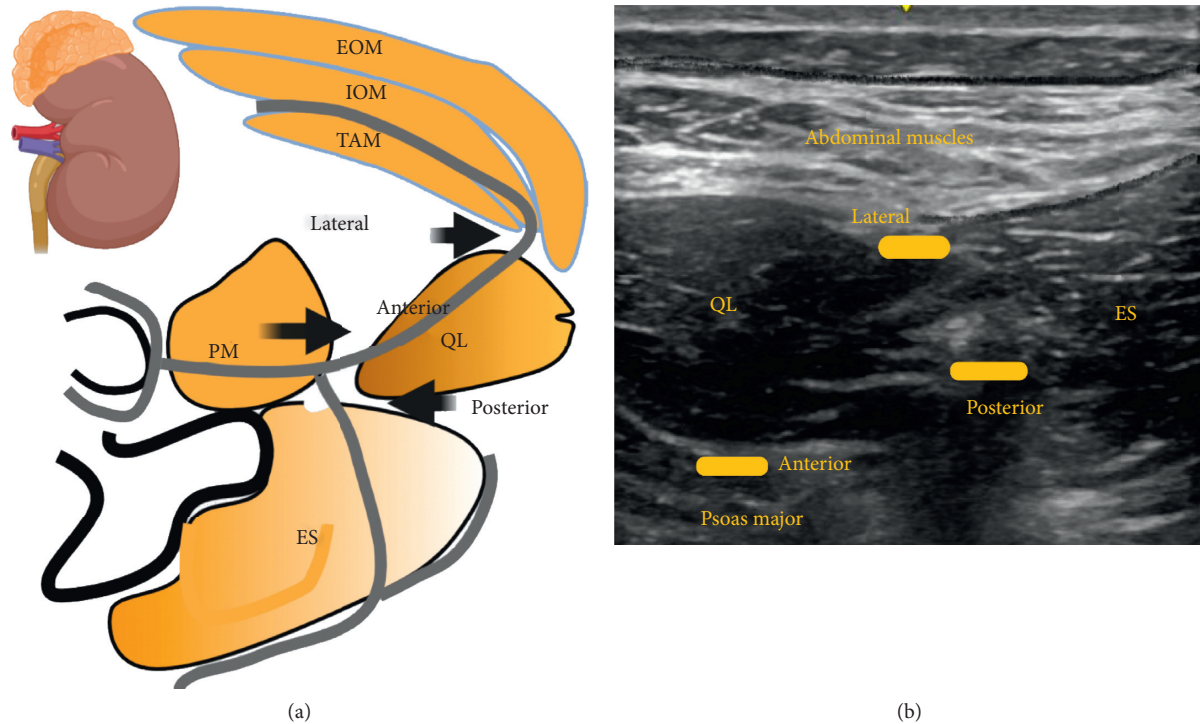 EOM
IOM
TAM
Lateral
Anterior
QL
PM
Posterior
ES
(a)
Abdominal muscles
Lateral
QL
ES
Posterior
Anterior
Psoas major
(b)